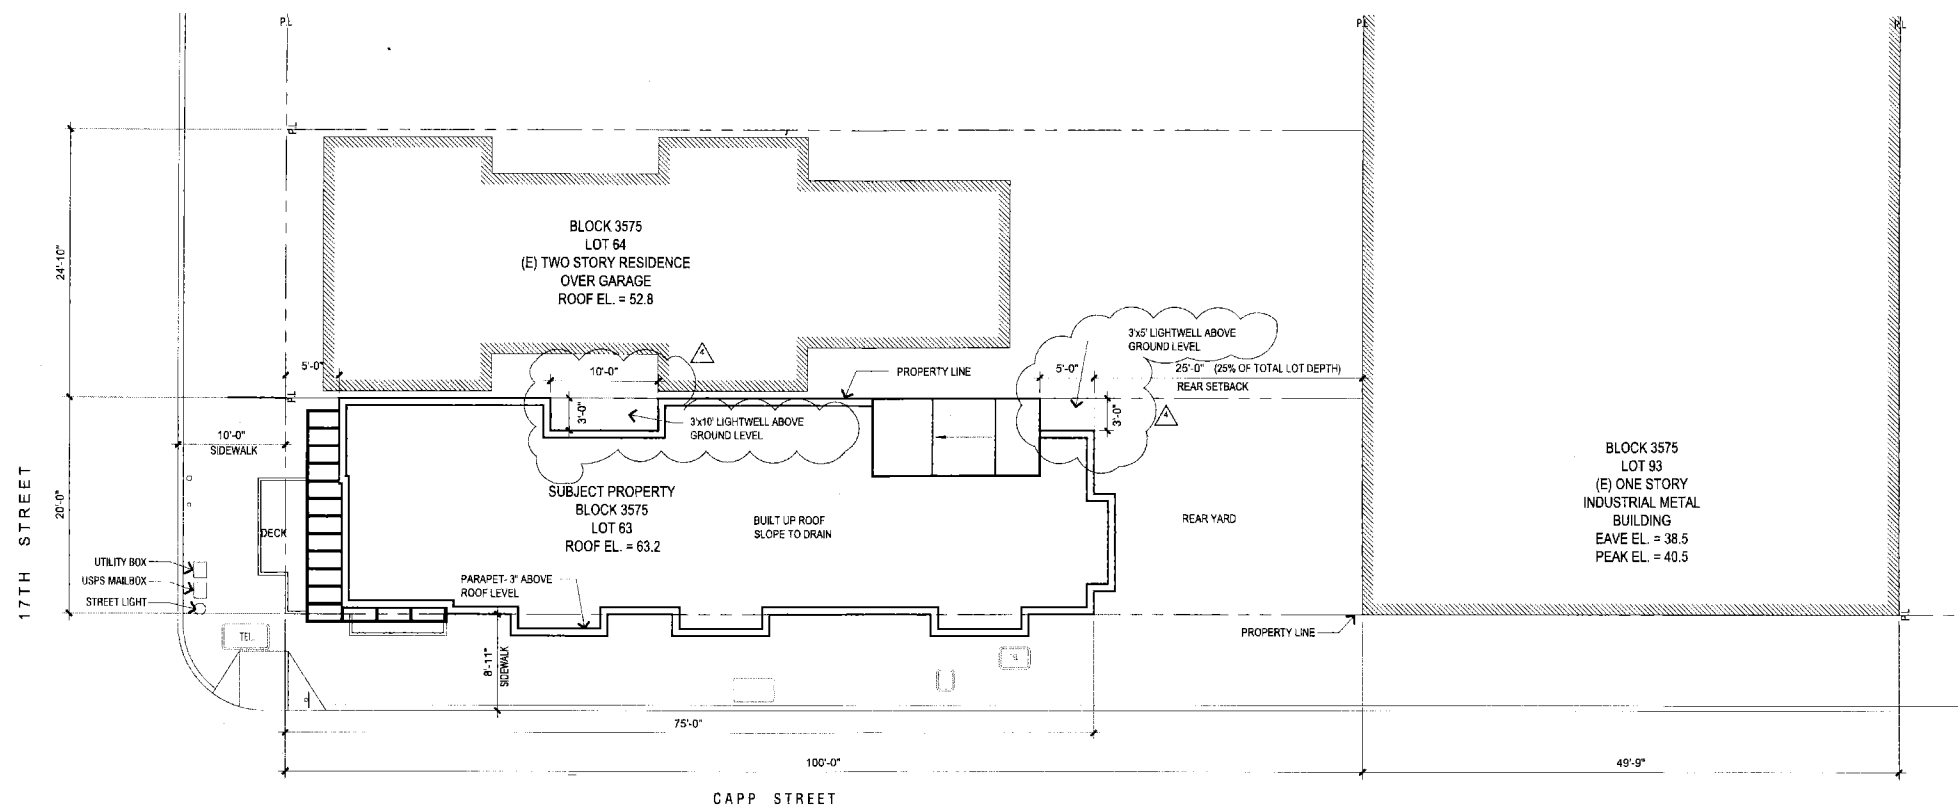 PL
PL
PL
PL
24'-10"
BLOCK 3575
LOT 64
(E) TWO STORY RESIDENCE
OVER GARAGE
ROOF EL. = 52.8
4
3'x5' LIGHTWELL ABOVE
GROUND LEVEL
5'-0"
10'-0"
PROPERTY LINE
5'-0"
25'-0" (25% OF TOTAL LOT DEPTH)
REAR SETBACK
PL
3'-0"
3'x10' LIGHTWELL ABOVE
GROUND LEVEL
3'-0"
4
10'-0"
SIDEWALK
17TH STREET
20'-0"
SUBJECT PROPERTY
BLOCK 3575
LOT 63
ROOF EL. = 63.2
BUILT UP ROOF
SLOPE TO DRAIN
REAR YARD
BLOCK 3575
LOT 93
(E) ONE STORY
INDUSTRIAL METAL
BUILDING
EAVE EL. = 38.5
PEAK EL. = 40.5
DECK
UTILITY BOX
USPS MAILBOX
STREET LIGHT
PARAPET- 3" ABOVE
ROOF LEVEL
TEL.
8'-11"
SIDEWALK
PROPERTY LINE
PL
75'-0"
100'-0"
49'-9"
CAPP STREET